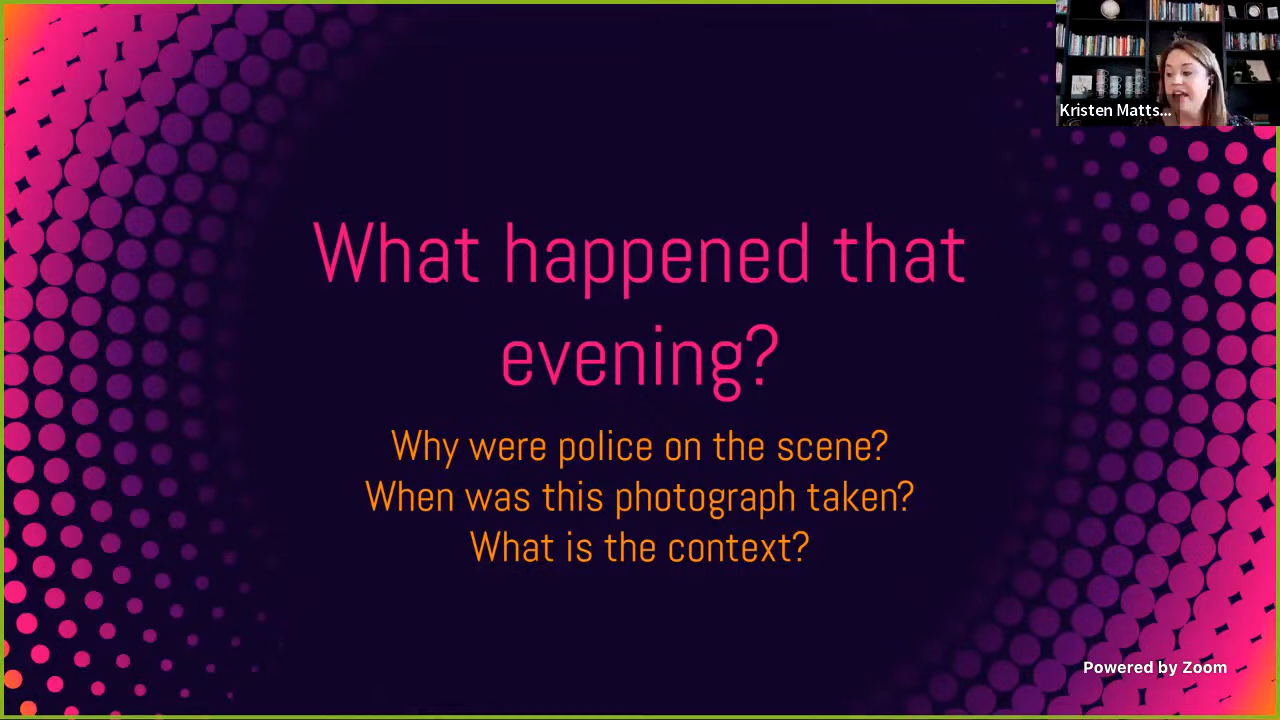 Kristen Matts...
What happened that
evening?
Why were police on the scene?
When was this photograph taken?
What is the context?
Powered by Zoom